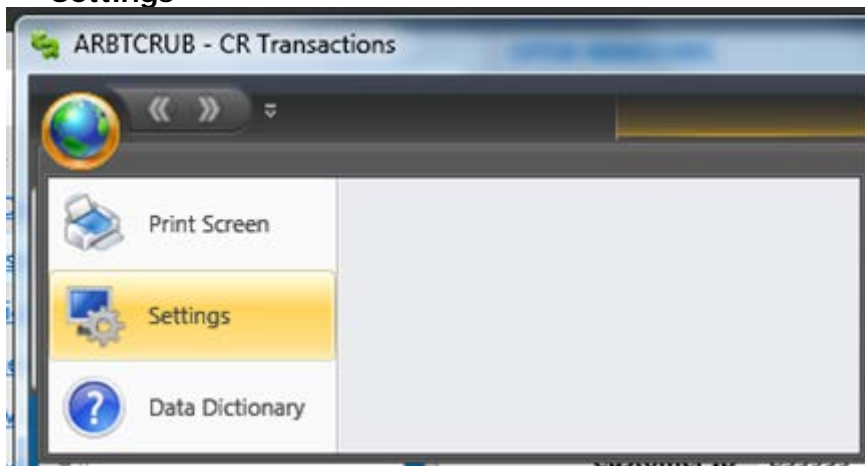 Settings
ARBTCRUB - CR Transactions
Print Screen
Settings
Data Dictionary